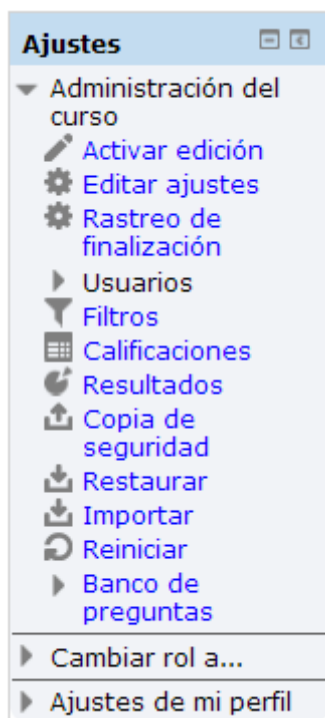 Ajustes
Administración del
curso
Activar edición
Editar ajustes
Rastreo de
finalización
Usuarios
Filtros
Calificaciones
Resultados
Copia de
seguridad
Restaurar
Importar
Reiniciar
Banco de
preguntas
Cambiar rol a...
Ajustes de mi perfil